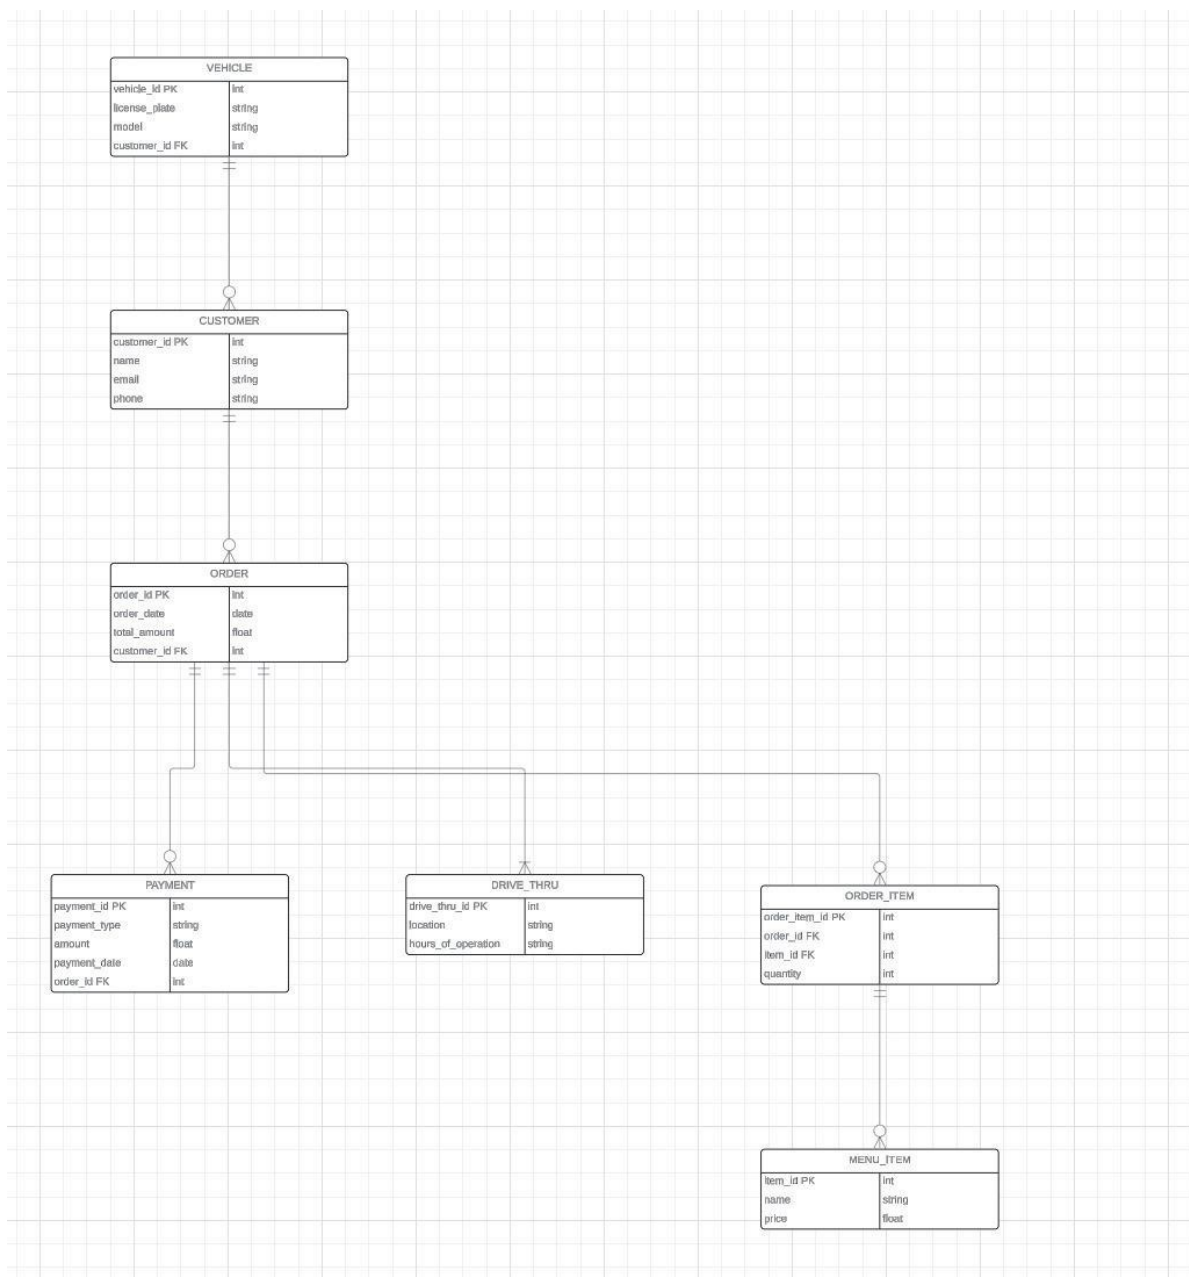 VEHICLE
vehicle_id PK int
license_plate string
model string
customer_id FK int
CUSTOMER
customer_id PK int
name string
email string
phone string
ORDER
order_id PK int
order_date date
total_amount float
customer_id FK int
PAYMENT
payment_id PK int
payment_type string
amount float
payment_date date
order_id FK int
DRIVE_THRU
drive_thru_id PK int
location string
hours_of_operation string
ORDER_ITEM
order_item_id PK int
order_id FK int
item_id FK int
quantity int
MENU_ITEM
item_id PK int
name string
price float